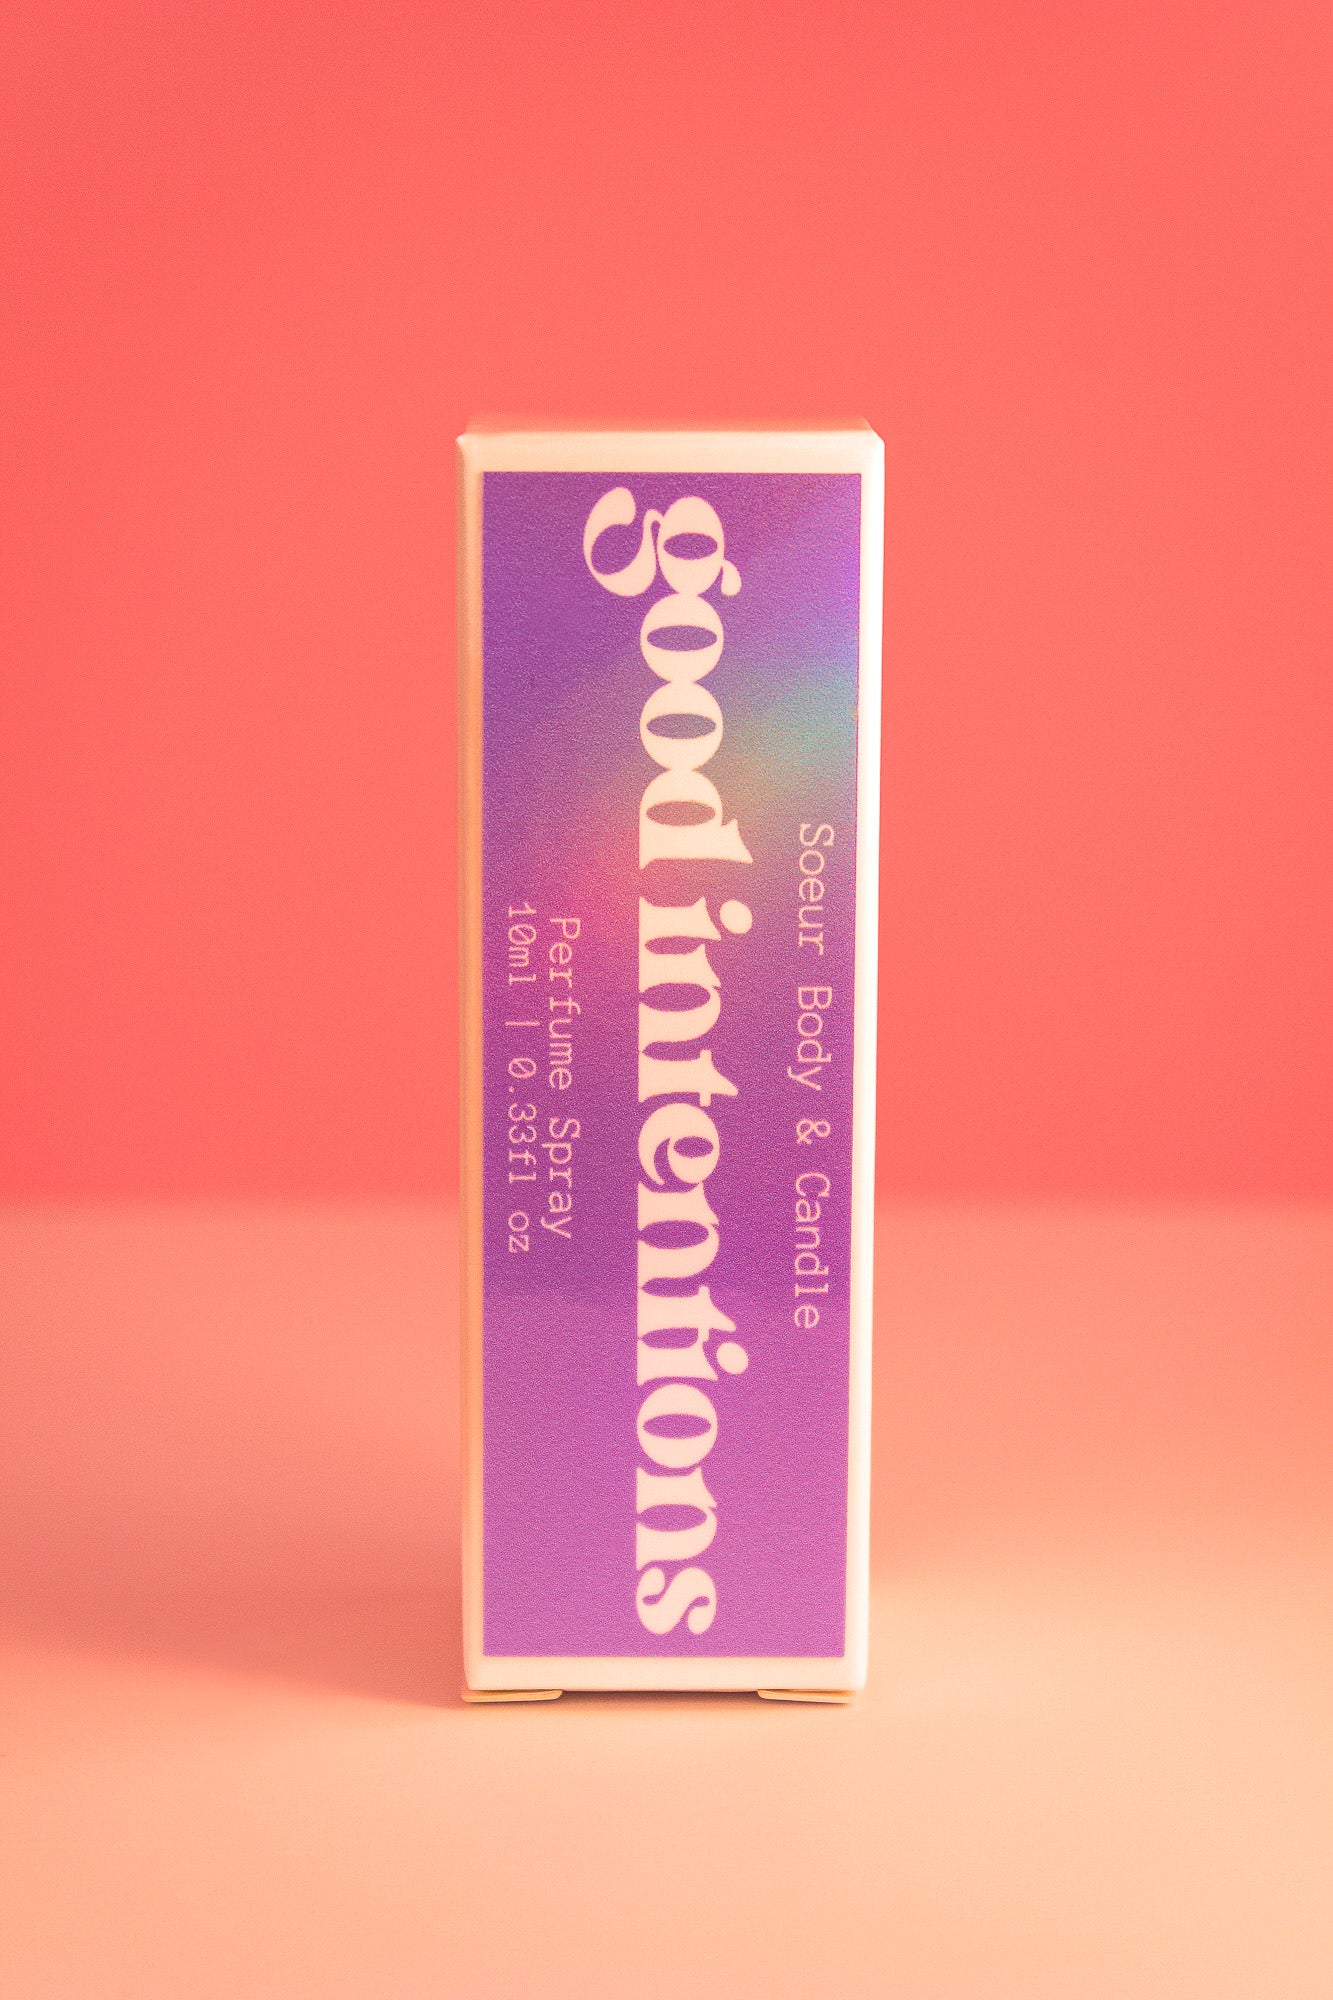 Soeur Body & Candle
good intentions
Perfume Spray
10ml | 0.33fl oz